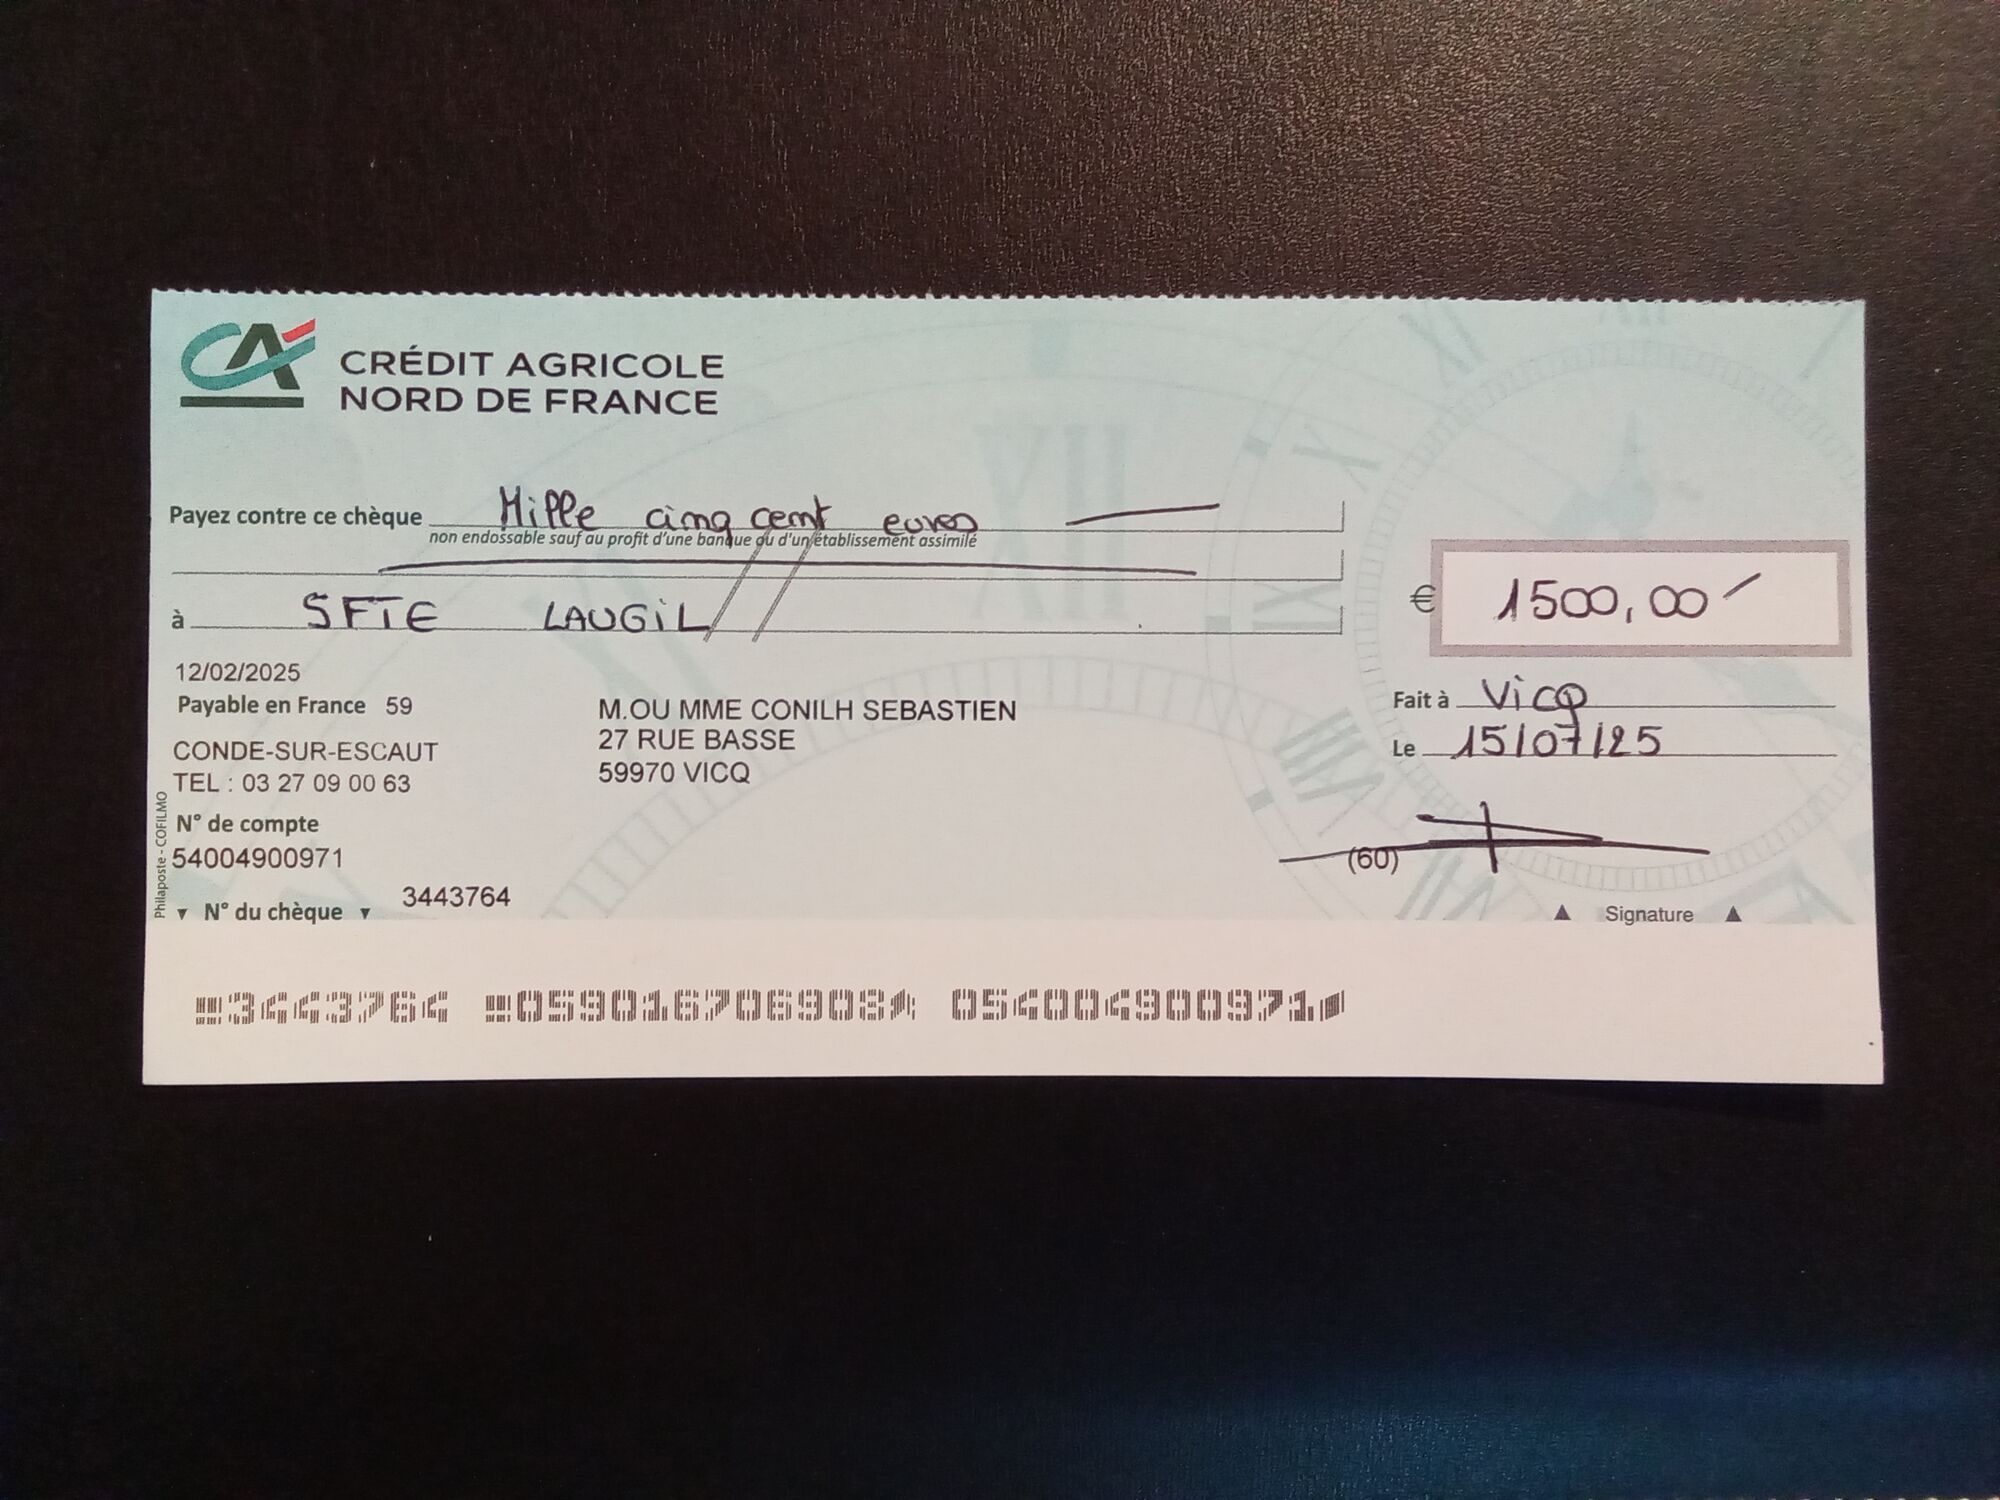 CA
CRÉDIT AGRICOLE
NORD DE FRANCE
Payez contre ce chèque Mille cinq cent euros
non endossable sauf au profit d'une banque ou d'un établissement assimilé
à SFTE LAUGIL
€ 1500,00
12/02/2025
Payable en France 59
CONDE-SUR-ESCAUT
TEL : 03 27 09 00 63
M.OU MME CONILH SEBASTIEN
27 RUE BASSE
59970 VICQ
Fait à Vicq
Le 15/07/25
N° de compte
54004900971
(60)
▼ N° du chèque ▼ 3443764
▲ Signature ▲
Philaposte - COFILMO
3443764 059016706908 054004900971